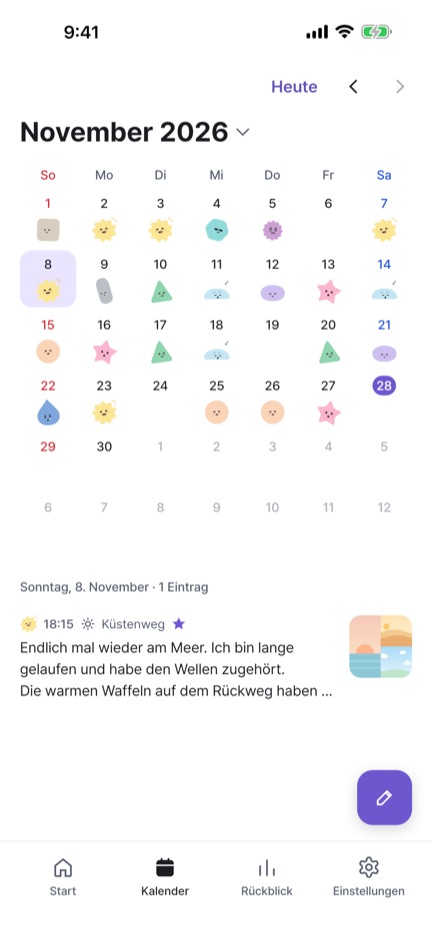 9:41
Heute
November 2026
So Mo Di Mi Do Fr Sa
1 2 3 4 5 6 7
8 9 10 11 12 13 14
15 16 17 18 19 20 21
22 23 24 25 26 27 28
29 30 1 2 3 4 5
6 7 8 9 10 11 12
Sonntag, 8. November · 1 Eintrag
18:15 Küstenweg
Endlich mal wieder am Meer. Ich bin lange
gelaufen und habe den Wellen zugehört.
Die warmen Waffeln auf dem Rückweg haben ...
Start Kalender Rückblick Einstellungen